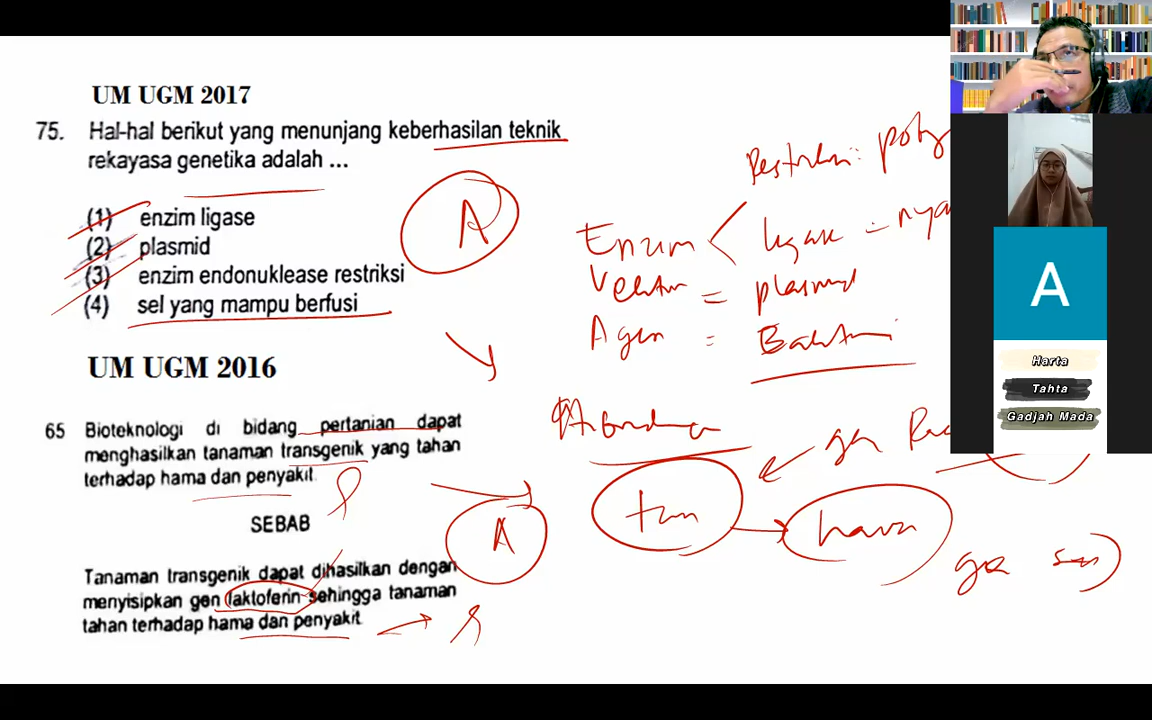 UM UGM 2017
75. Hal-hal berikut yang menunjang keberhasilan teknik
rekayasa genetika adalah ...
(1) enzim ligase
(2) plasmid
(3) enzim endonuklease restriksi
(4) sel yang mampu berfusi
A
Restriksi :
Enzim < ligase =
Vektor = plasmid
Agen = Bakteri
UM UGM 2016
65 Bioteknologi di bidang pertanian dapat
menghasilkan tanaman transgenik yang tahan
terhadap hama dan penyakit.
SEBAB
Tanaman transgenik dapat dihasilkan dengan
menyisipkan gen laktoferin sehingga tanaman
tahan terhadap hama dan penyakit.
A
gen
A
Harta
Tahta
Gadjah Mada